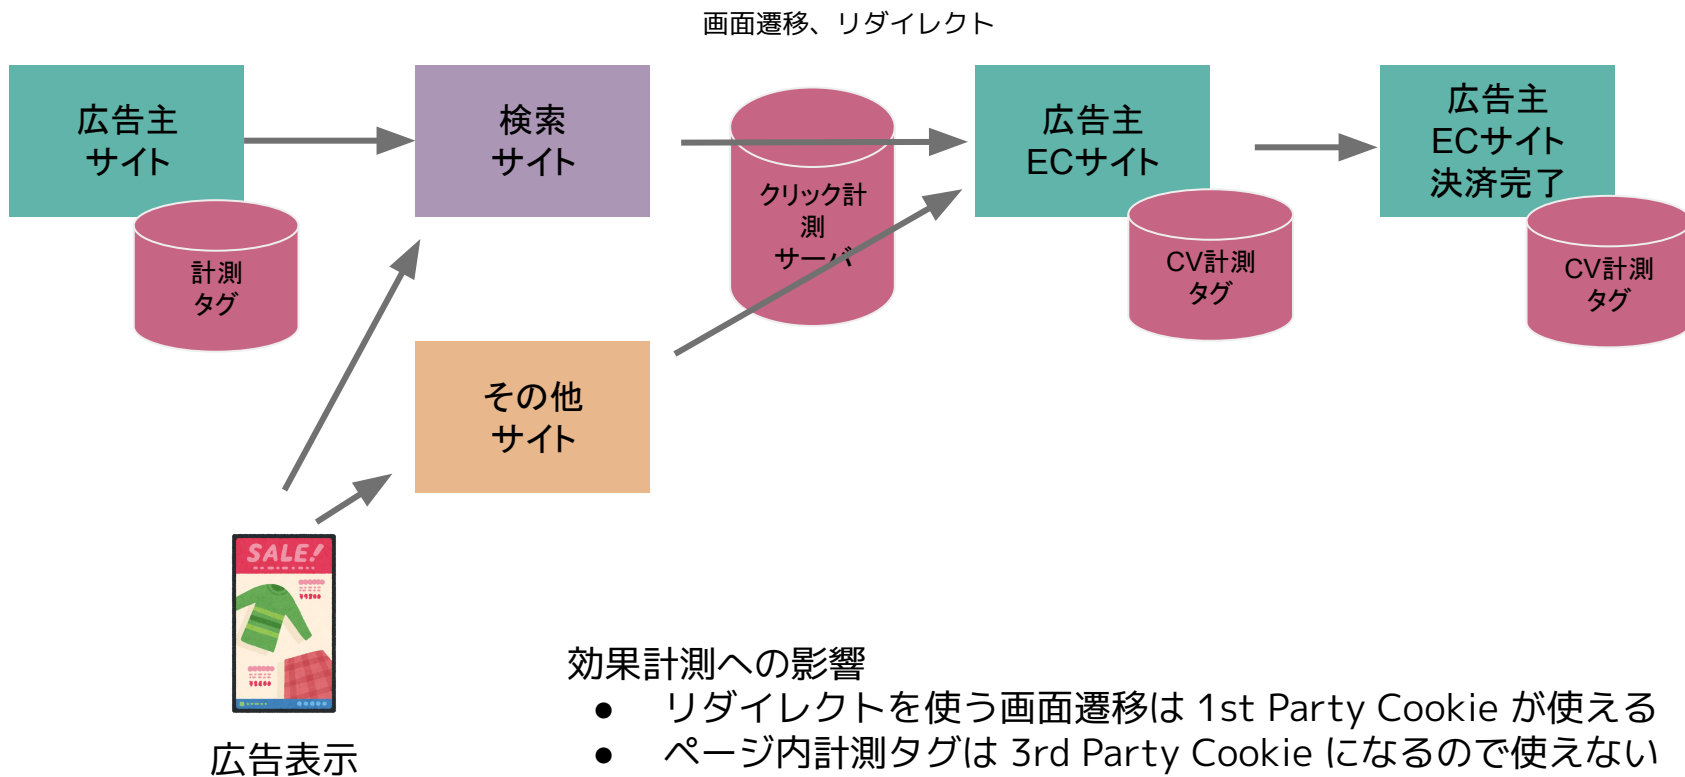 画面遷移、リダイレクト
広告主
サイト
検索
サイト
広告主
ECサイト
広告主
ECサイト
決済完了
計測
タグ
クリック計
測
サーバ
CV計測
タグ
CV計測
タグ
その他
サイト
SALE!
広告表示
効果計測への影響
● リダイレクトを使う画面遷移は 1st Party Cookie が使える
● ページ内計測タグは 3rd Party Cookie になるので使えない